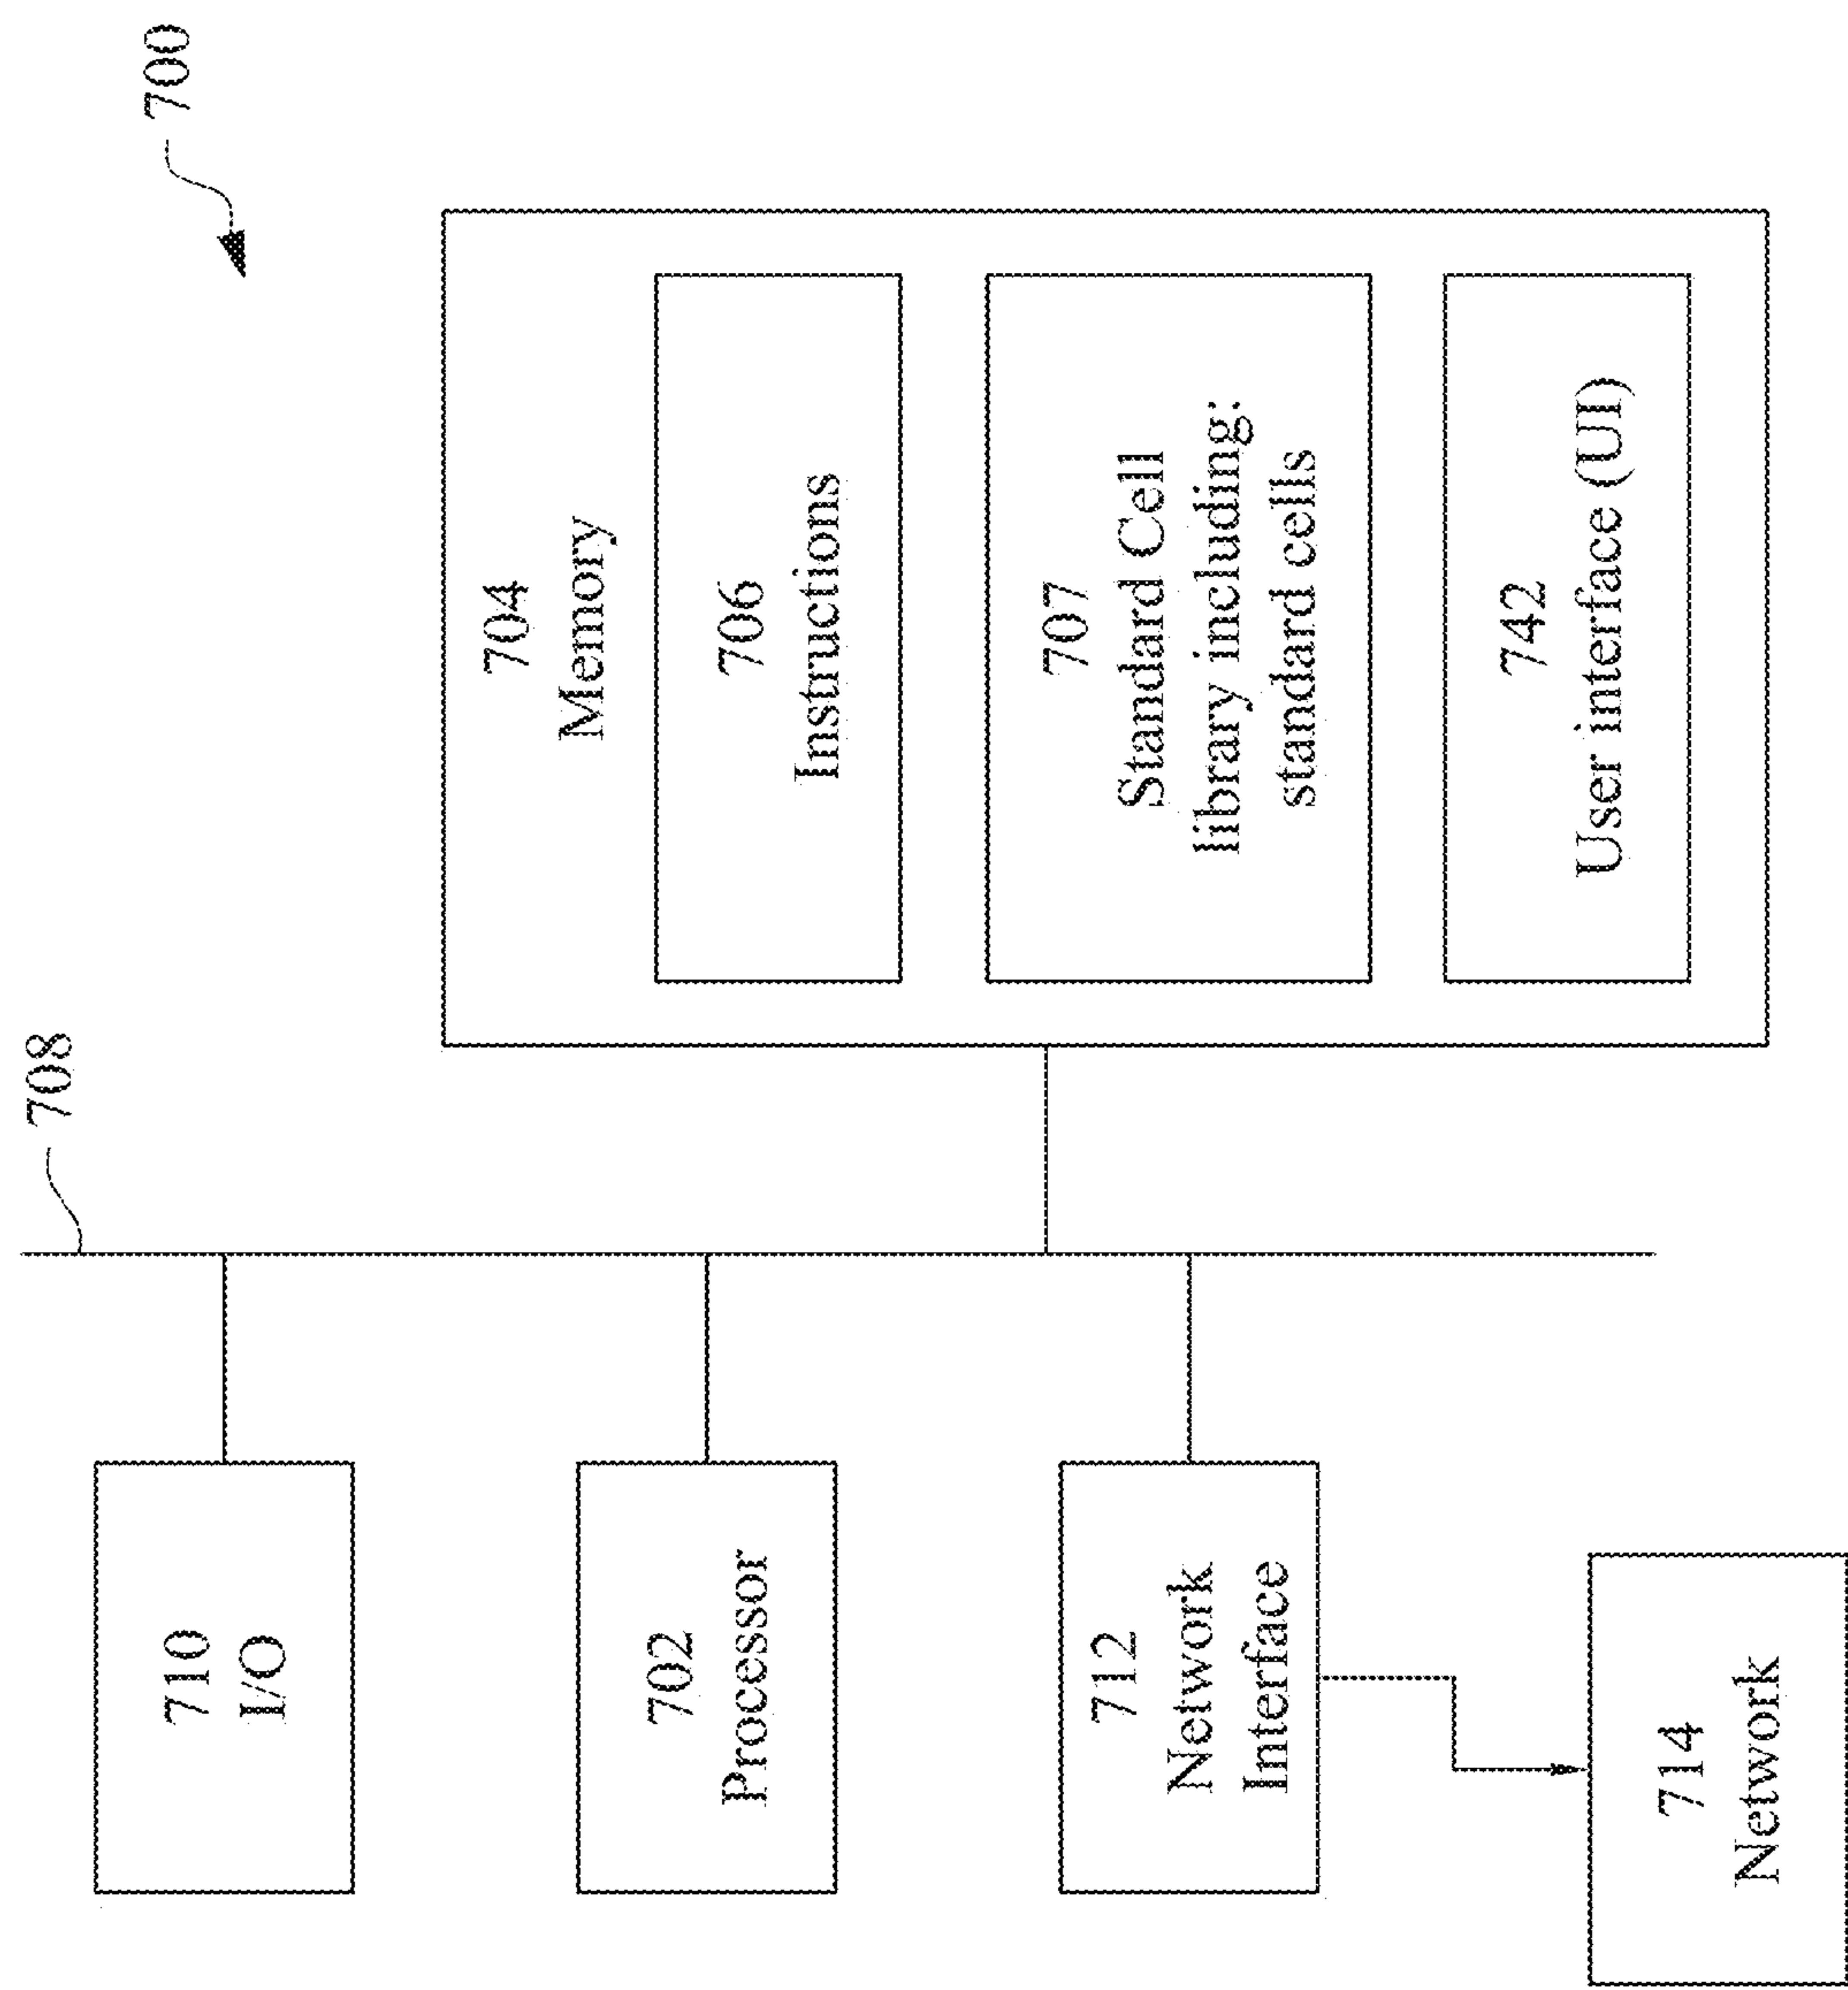 700
708
710
I/O
702
Processor
712
Network
Interface
714
Network
704
Memory
706
Instructions
707
Standard Cell
library including:
standard cells
742
User interface (UI)